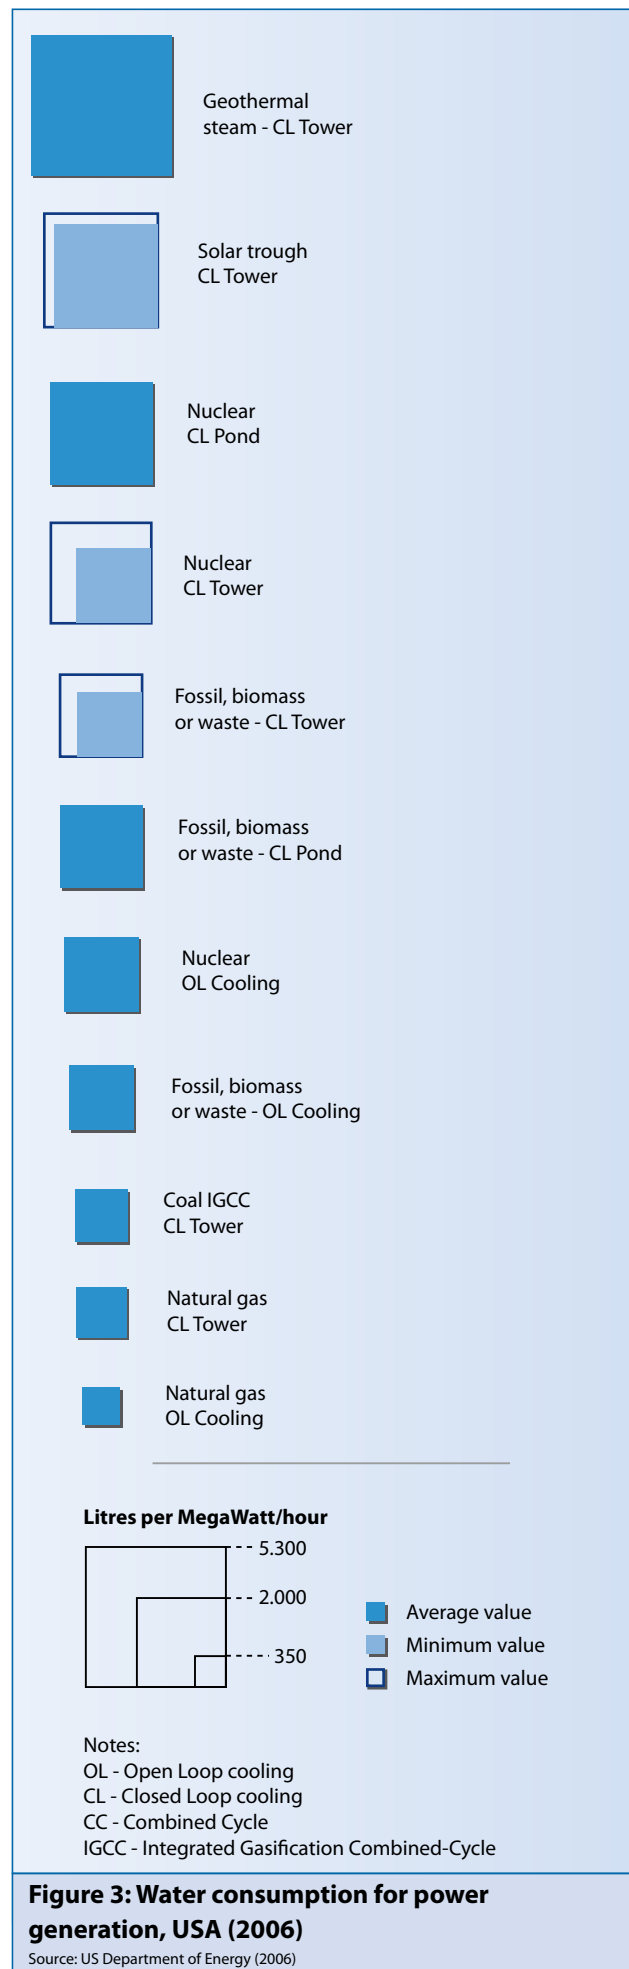 Geothermal
steam - CL Tower
Solar trough
CL Tower
Nuclear
CL Pond
Nuclear
CL Tower
Fossil, biomass
or waste - CL Tower
Fossil, biomass
or waste - CL Pond
Nuclear
OL Cooling
Fossil, biomass
or waste - OL Cooling
Coal IGCC
CL Tower
Natural gas
CL Tower
Natural gas
OL Cooling
Litres per MegaWatt/hour
5.300
2.000
350
Average value
Minimum value
Maximum value
Notes:
OL - Open Loop cooling
CL - Closed Loop cooling
CC - Combined Cycle
IGCC - Integrated Gasification Combined-Cycle
Figure 3: Water consumption for power
generation, USA (2006)
Source: US Department of Energy (2006)